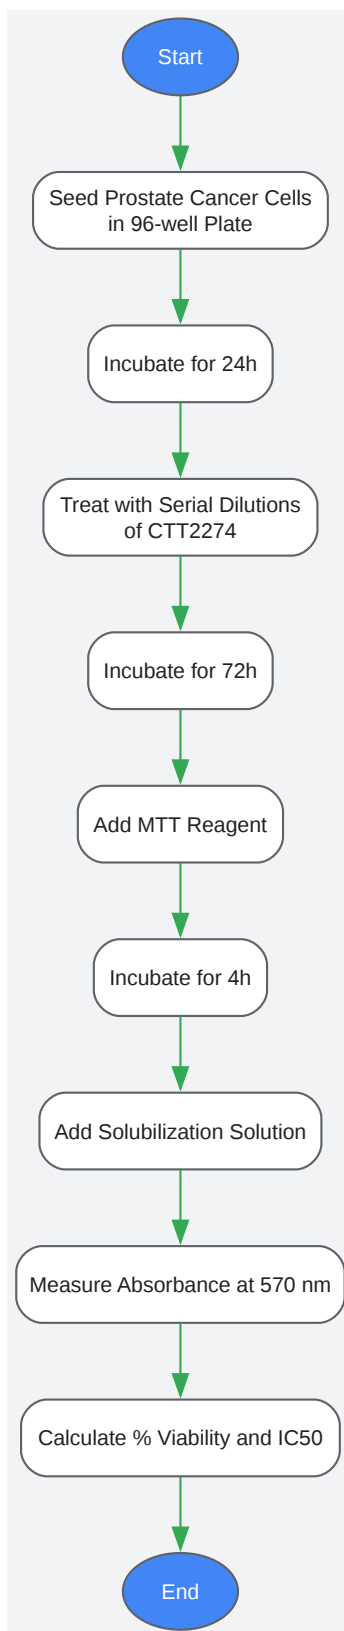 Start
Seed Prostate Cancer Cells
in 96-well Plate
Incubate for 24h
Treat with Serial Dilutions
of CTT2274
Incubate for 72h
Add MTT Reagent
Incubate for 4h
Add Solubilization Solution
Measure Absorbance at 570 nm
Calculate % Viability and IC50
End